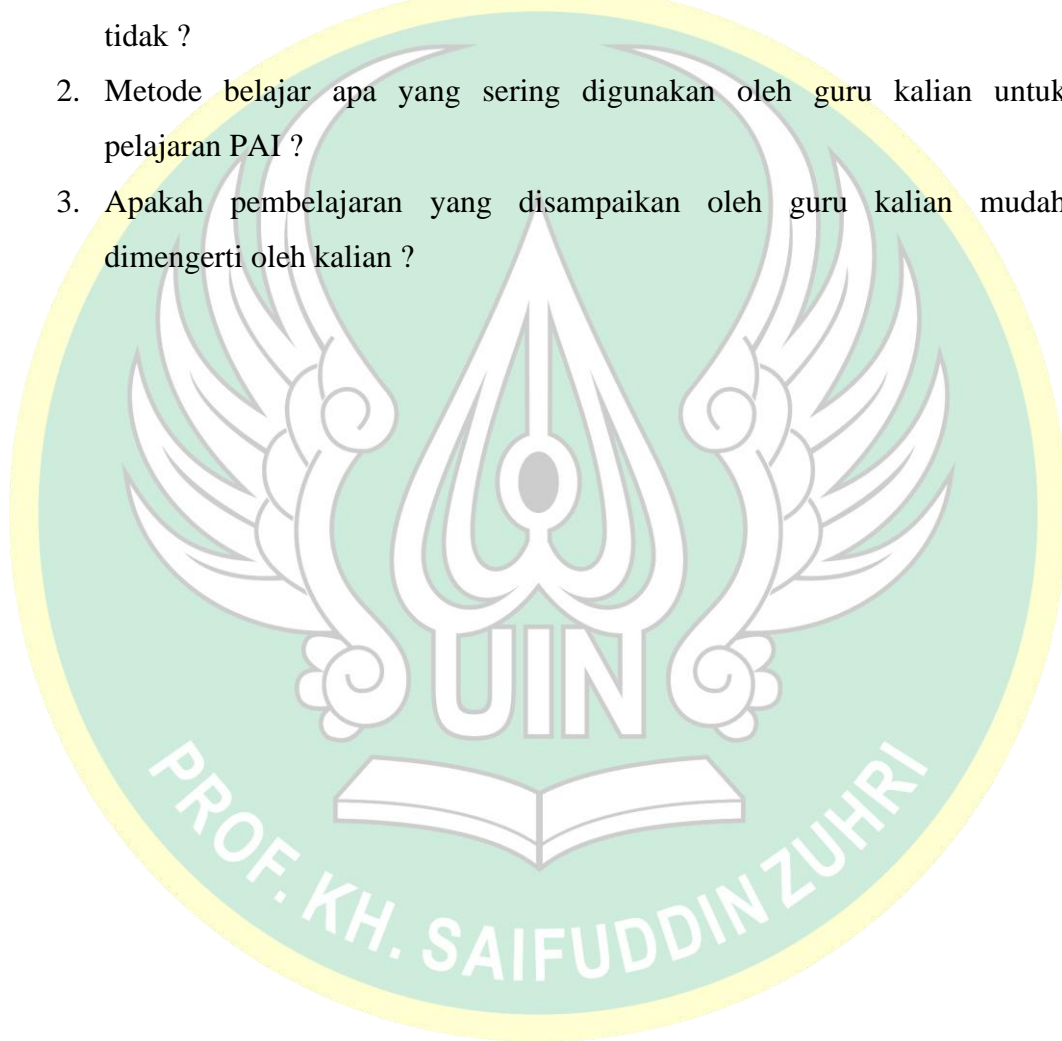 tidak ?
2. Metode belajar apa yang sering digunakan oleh guru kalian untuk
pelajaran PAI ?
3. Apakah pembelajaran yang disampaikan oleh guru kalian mudah
dimengerti oleh kalian ?
UIN
PROF. KH. SAIFUDDIN ZUHRI